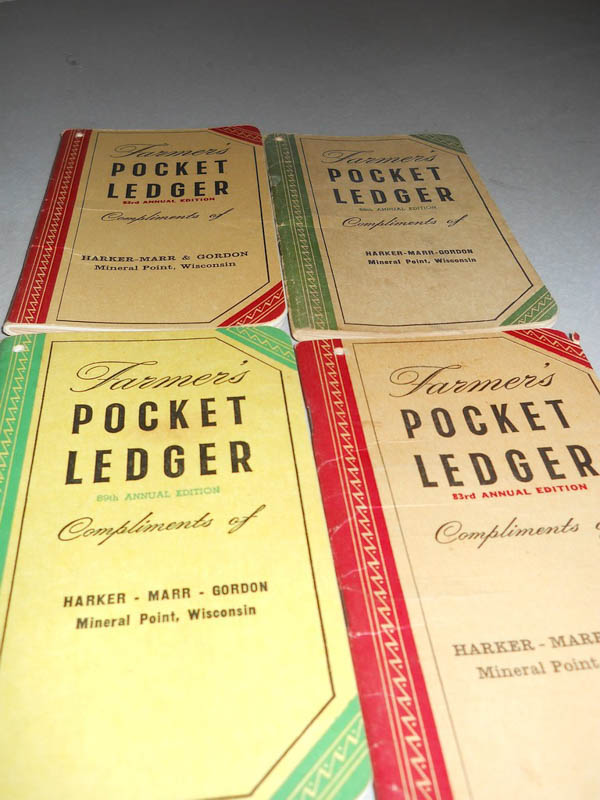 Farmer's
POCKET
LEDGER
83rd ANNUAL EDITION
Compliments of
HARKER-MARR & GORDON
Mineral Point, Wisconsin
Farmer's
POCKET
LEDGER
ANNUAL EDITION
Compliments of
HARKER-MARR-GORDON
Mineral Point, Wisconsin
Farmer's
POCKET
LEDGER
89th ANNUAL EDITION
Compliments of
HARKER - MARR - GORDON
Mineral Point, Wisconsin
Farmer's
POCKET
LEDGER
83rd ANNUAL EDITION
Compliments
HARKER - MARR
Mineral Point